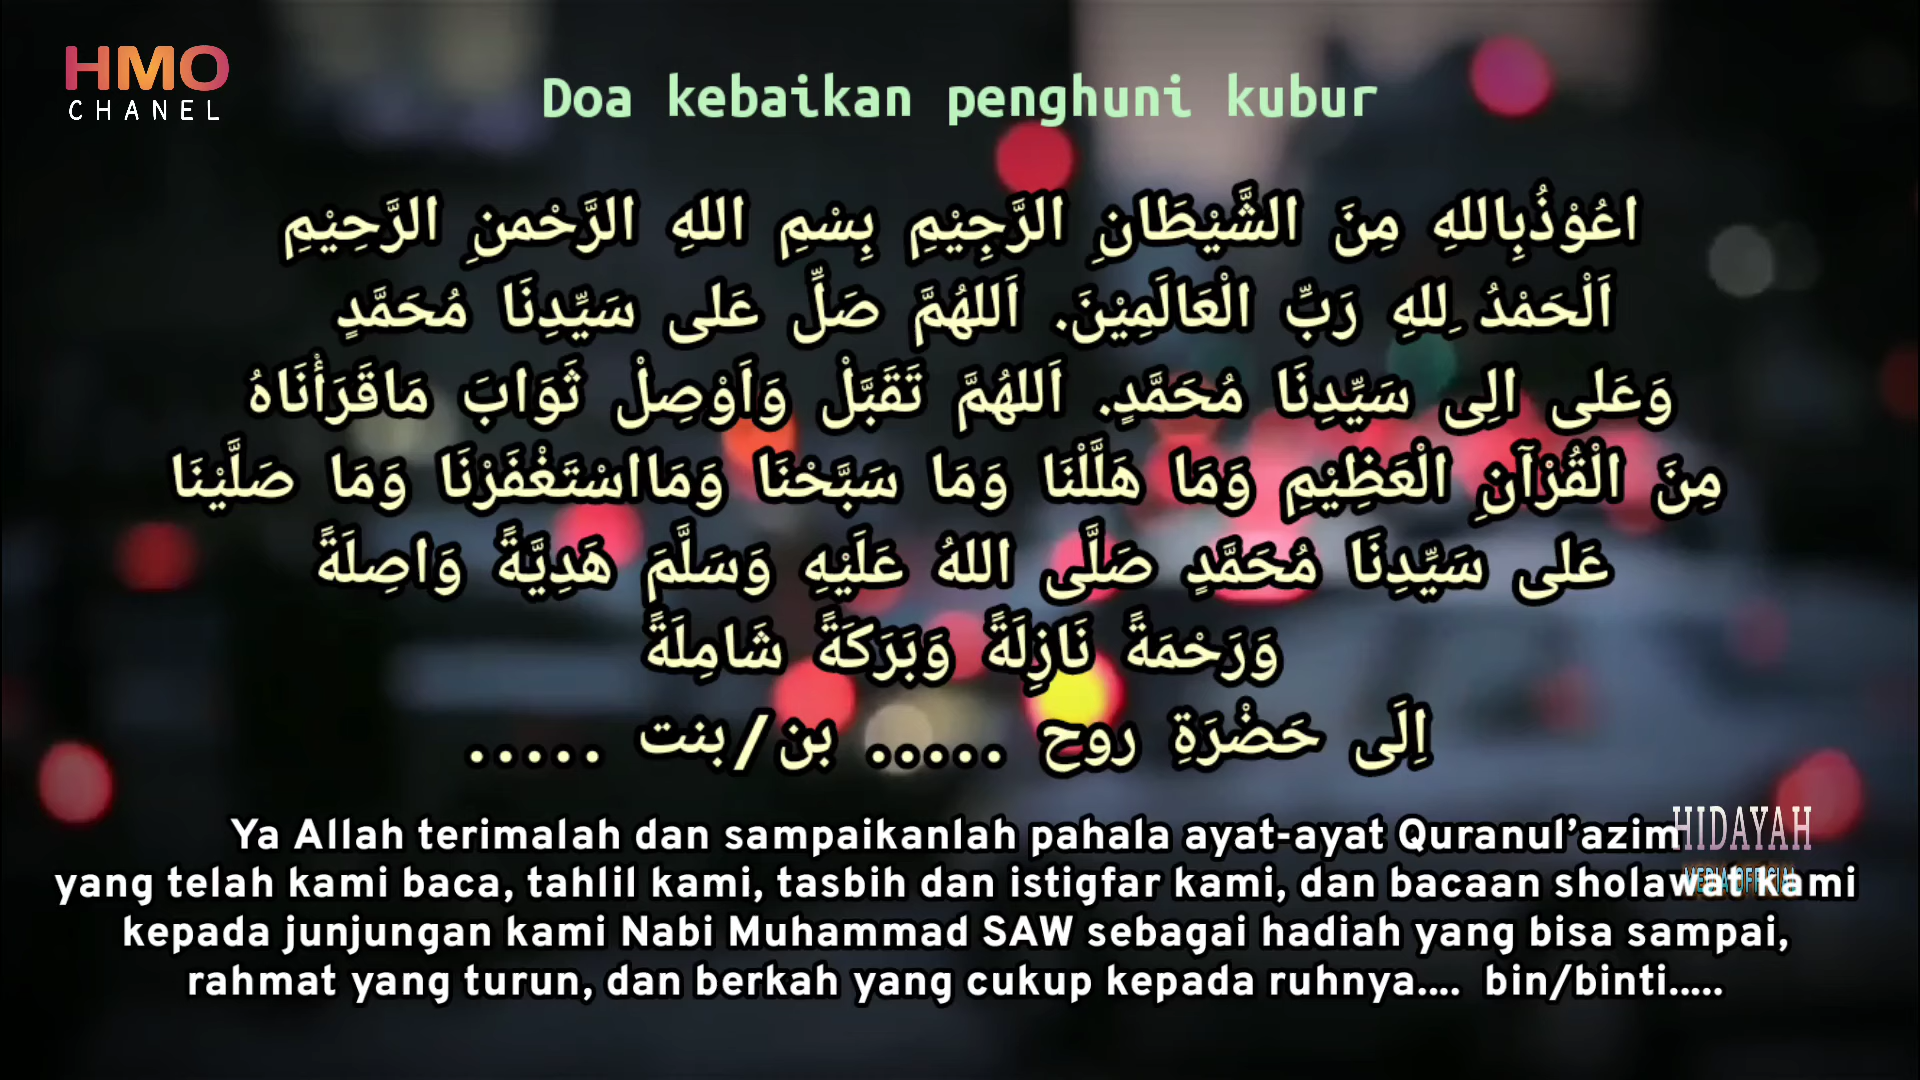 HMO
CHANEL
Doa kebaikan penghuni kubur
اعُوْذُبِاللهِ مِنَ الشَّيْطَانِ الرَّجِيْمِ بِسْمِ اللهِ الرَّحْمنِ الرَّحِيْمِ
اَلْحَمْدُ لِلهِ رَبِّ الْعَالَمِيْنَ. اَللهُمَّ صَلِّ عَلى سَيِّدِنَا مُحَمَّدٍ
وَعَلى الِى سَيِّدِنَا مُحَمَّدٍ. اَللهُمَّ تَقَبَّلْ وَاَوْصِلْ ثَوَابَ مَاقَرَأْنَاهُ
مِنَ الْقُرْآنِ الْعَظِيْمِ وَمَا هَلَّلْنَا وَمَا سَبَّحْنَا وَمَااسْتَغْفَرْنَا وَمَا صَلَّيْنَا
عَلى سَيِّدِنَا مُحَمَّدٍ صَلَّى اللهُ عَلَيْهِ وَسَلَّمَ هَدِيَّةً وَاصِلَةً
وَرَحْمَةً نَازِلَةً وَبَرَكَةً شَامِلَةً
اِلَى حَضْرَةِ روح ..... بن/بنت .....
Ya Allah terimalah dan sampaikanlah pahala ayat-ayat Quranul’azim
yang telah kami baca, tahlil kami, tasbih dan istigfar kami, dan bacaan sholawat kami
kepada junjungan kami Nabi Muhammad SAW sebagai hadiah yang bisa sampai,
rahmat yang turun, dan berkah yang cukup kepada ruhnya.... bin/binti.....
HIDAYAH
MEDIA OFFICIAL